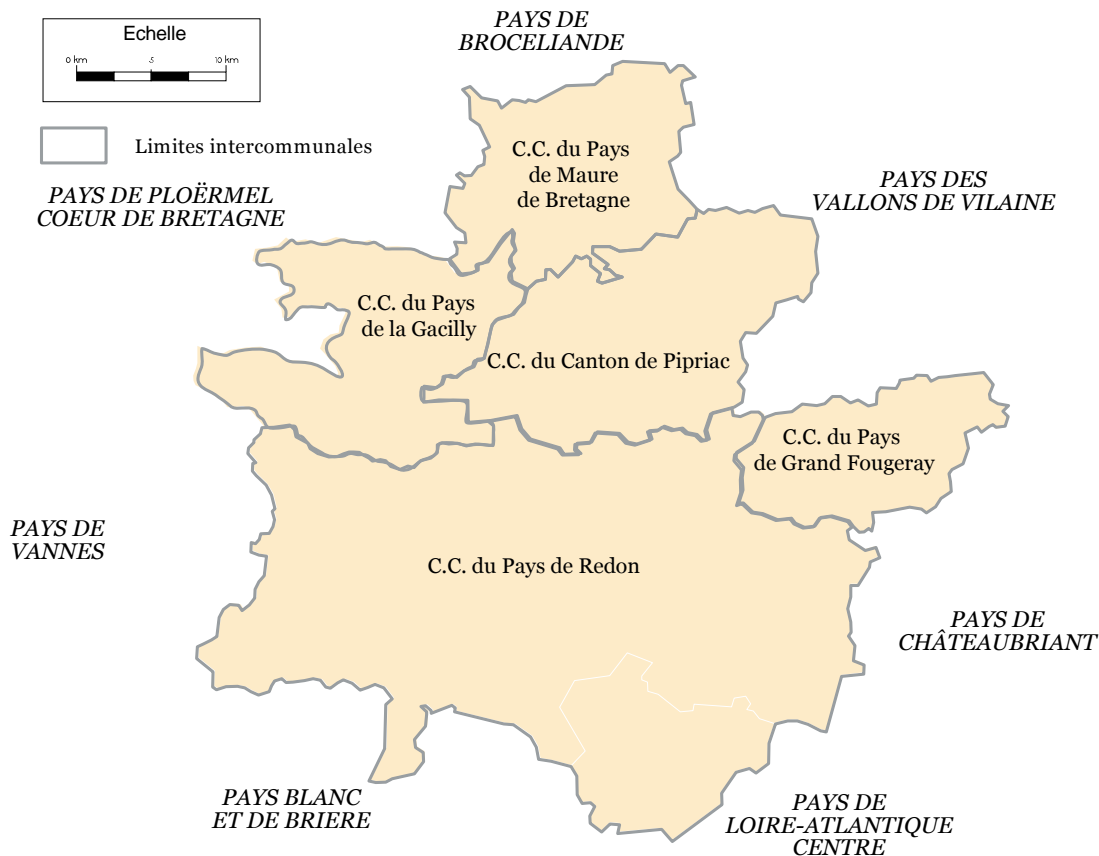 PAYS DE
BROCELIANDE
Echelle
0 km 5 10 km
Limites intercommunales
C.C. du Pays
de Maure
de Bretagne
PAYS DE PLOËRMEL
COEUR DE BRETAGNE
PAYS DES
VALLONS DE VILAINE
C.C. du Pays
de la Gacilly
C.C. du Canton de Pipriac
C.C. du Pays
de Grand Fougeray
PAYS DE
VANNES
C.C. du Pays de Redon
PAYS DE
CHÂTEAUBRIANT
PAYS BLANC
ET DE BRIERE
PAYS DE
LOIRE-ATLANTIQUE
CENTRE